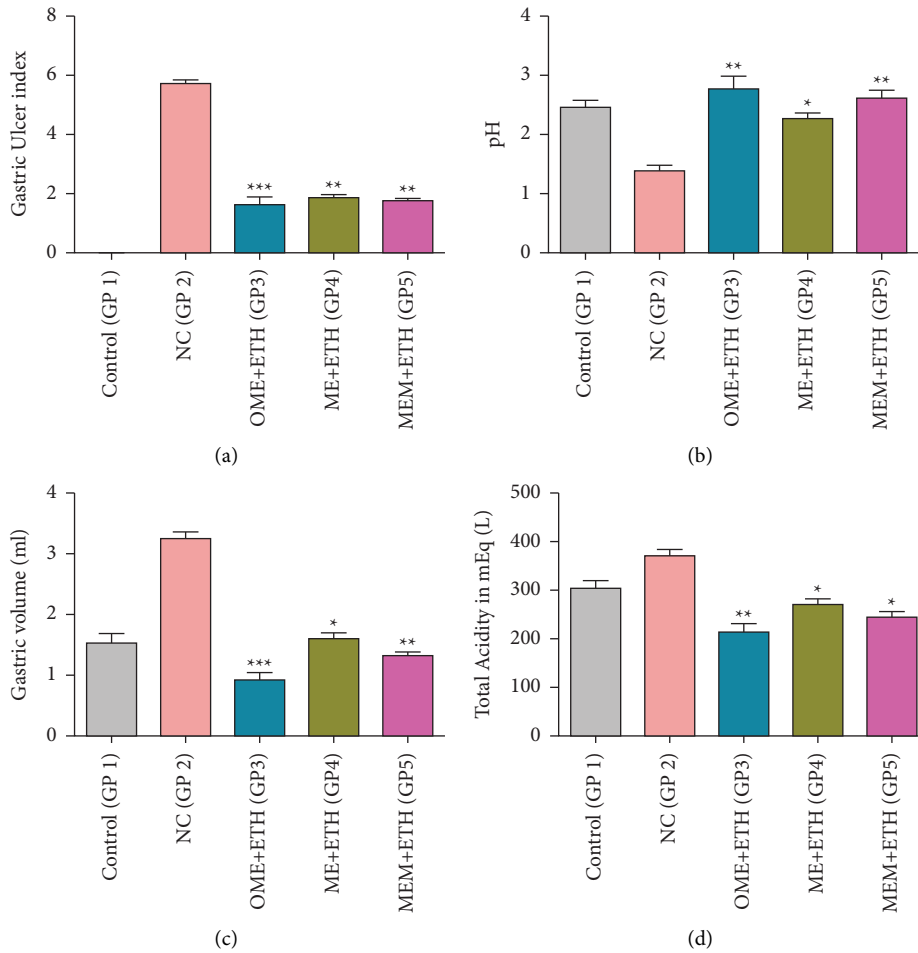 8
6
4
2
0
Gastric Ulcer index
***
**
**
Control (GP 1)
NC (GP 2)
OME+ETH (GP3)
ME+ETH (GP4)
MEM+ETH (GP5)
(a)
4
3
2
1
0
pH
**
*
**
Control (GP 1)
NC (GP 2)
OME+ETH (GP3)
ME+ETH (GP4)
MEM+ETH (GP5)
(b)
4
3
2
1
0
Gastric volume (ml)
***
*
**
Control (GP 1)
NC (GP 2)
OME+ETH (GP3)
ME+ETH (GP4)
MEM+ETH (GP5)
(c)
500
400
300
200
100
0
Total Acidity in mEq (L)
**
*
*
Control (GP 1)
NC (GP 2)
OME+ETH (GP3)
ME+ETH (GP4)
MEM+ETH (GP5)
(d)